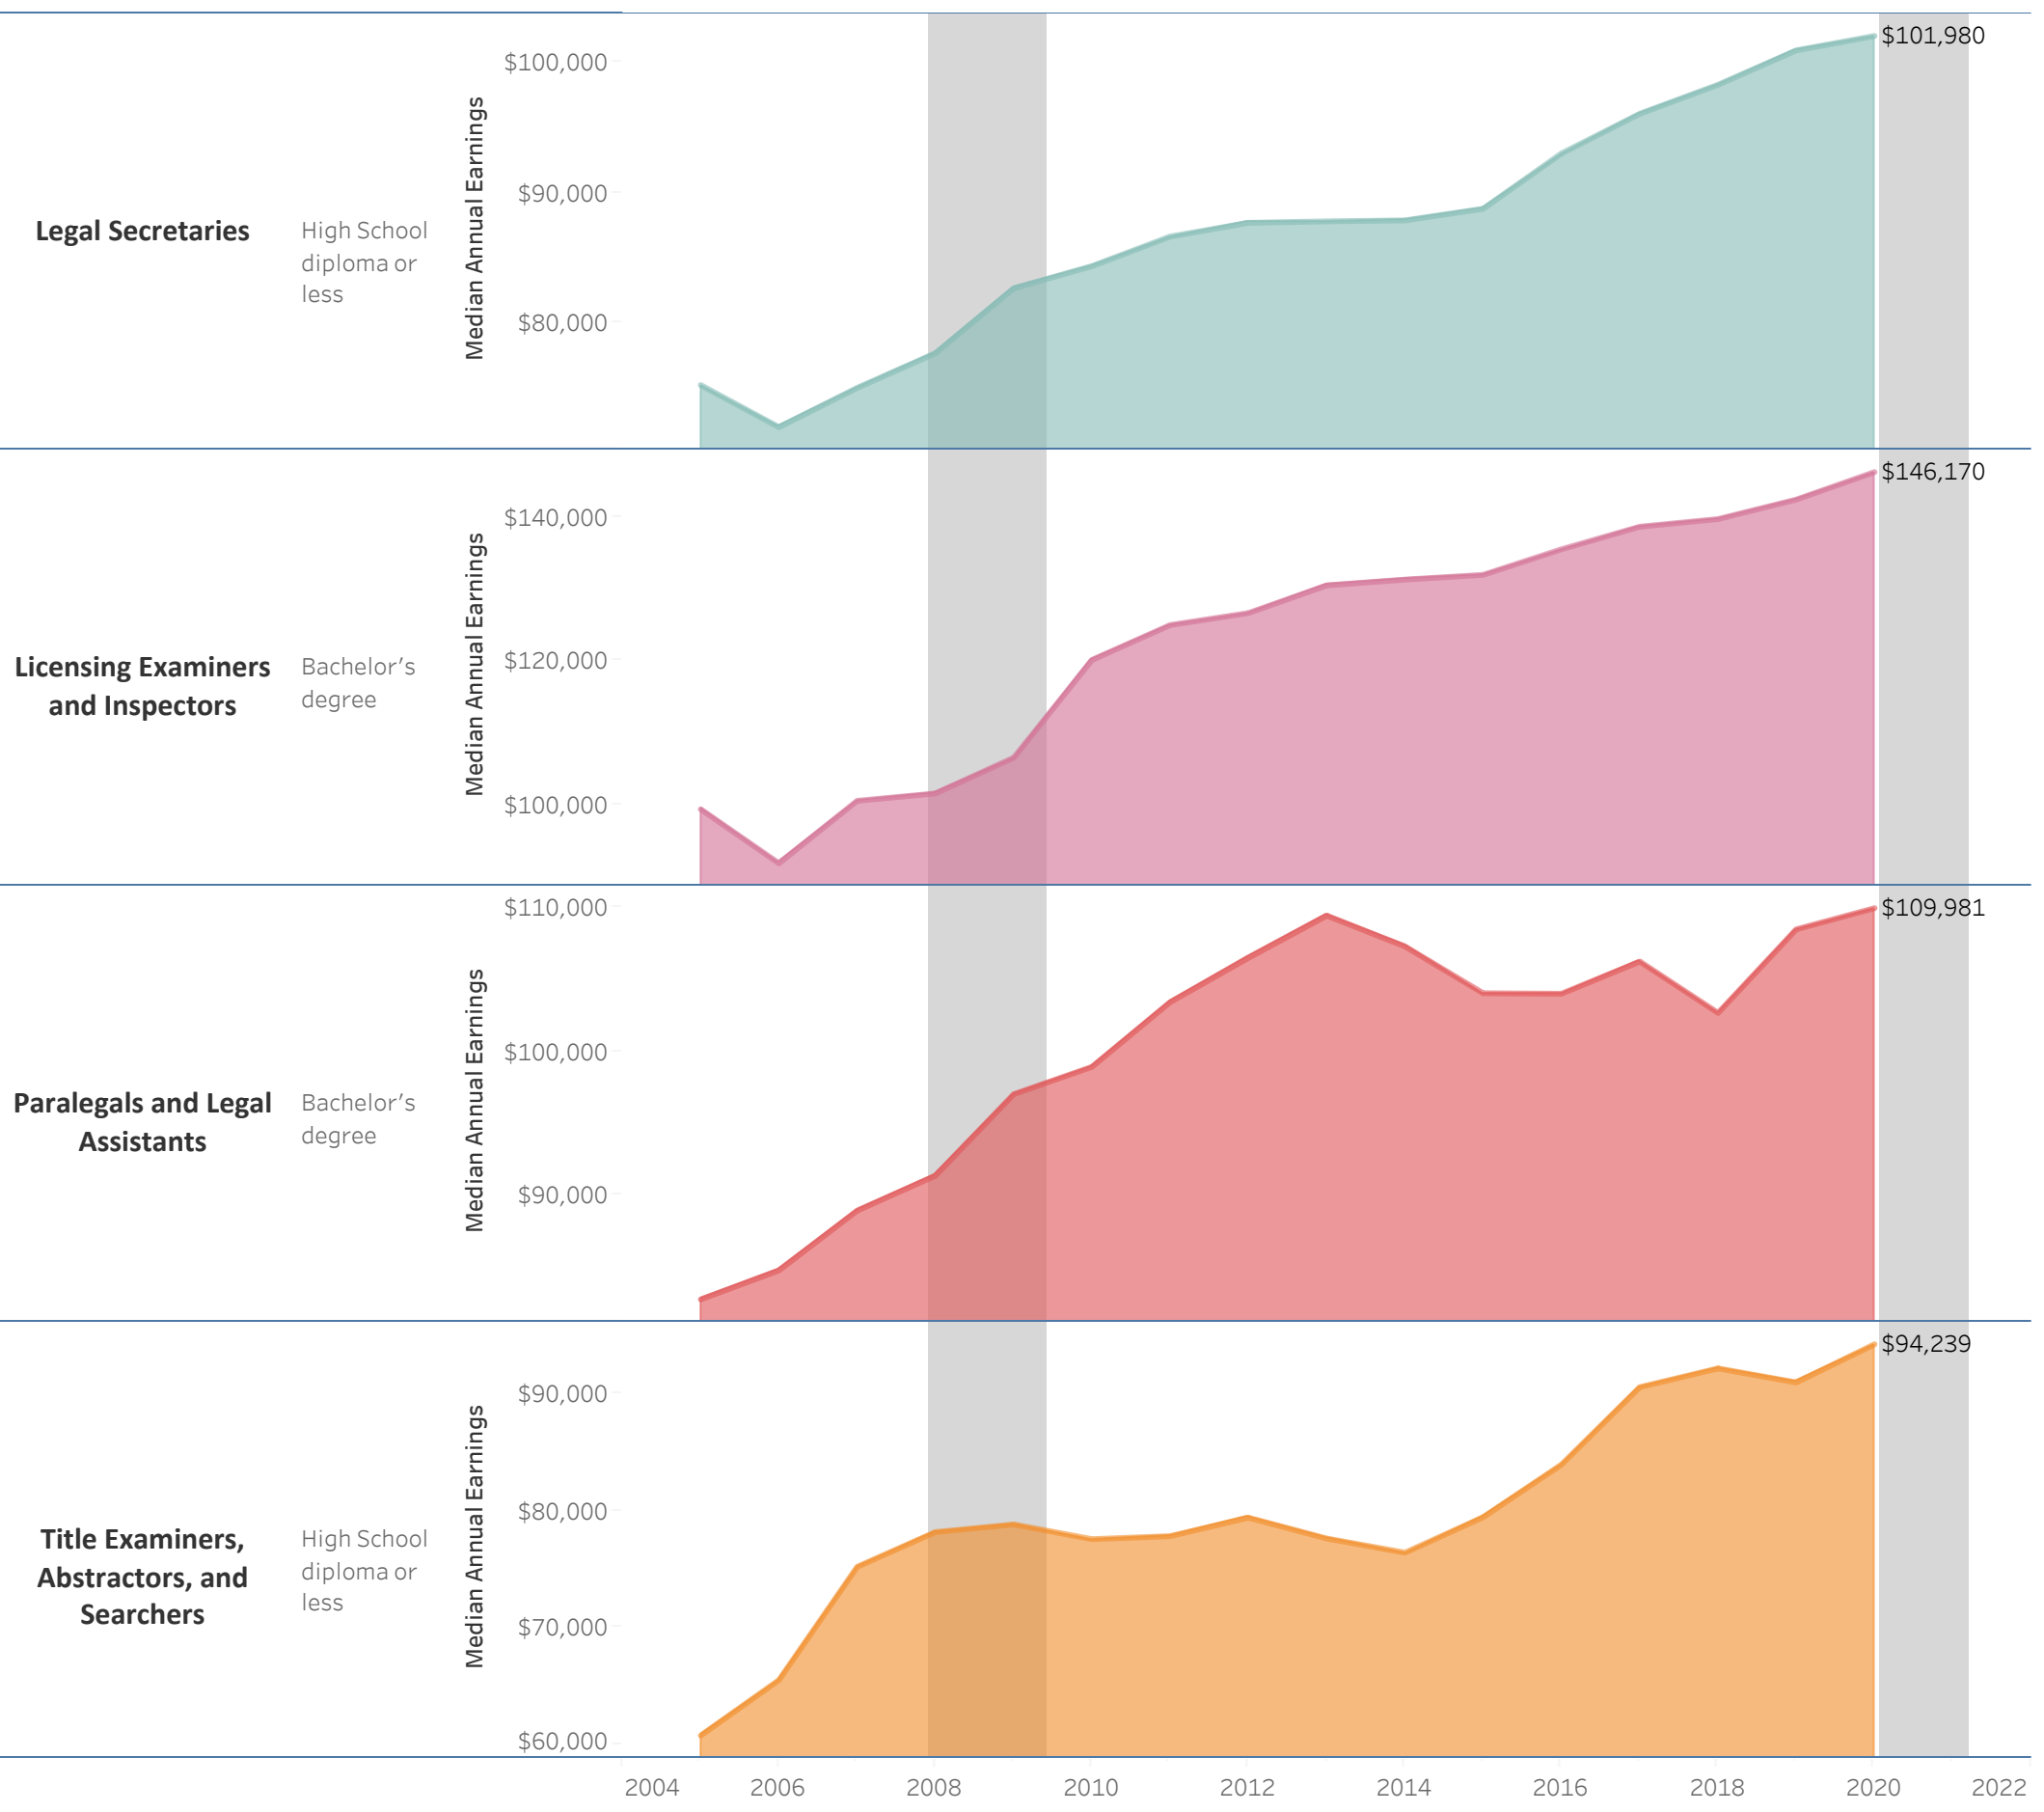 Legal Secretaries
High School
diploma or
less
Median Annual Earnings
$100,000
$90,000
$80,000
$101,980
Licensing Examiners
and Inspectors
Bachelor's
degree
Median Annual Earnings
$140,000
$120,000
$100,000
$146,170
Paralegals and Legal
Assistants
Bachelor's
degree
Median Annual Earnings
$110,000
$100,000
$90,000
$109,981
Title Examiners,
Abstractors, and
Searchers
High School
diploma or
less
Median Annual Earnings
$90,000
$80,000
$70,000
$60,000
$94,239
2004 2006 2008 2010 2012 2014 2016 2018 2020 2022